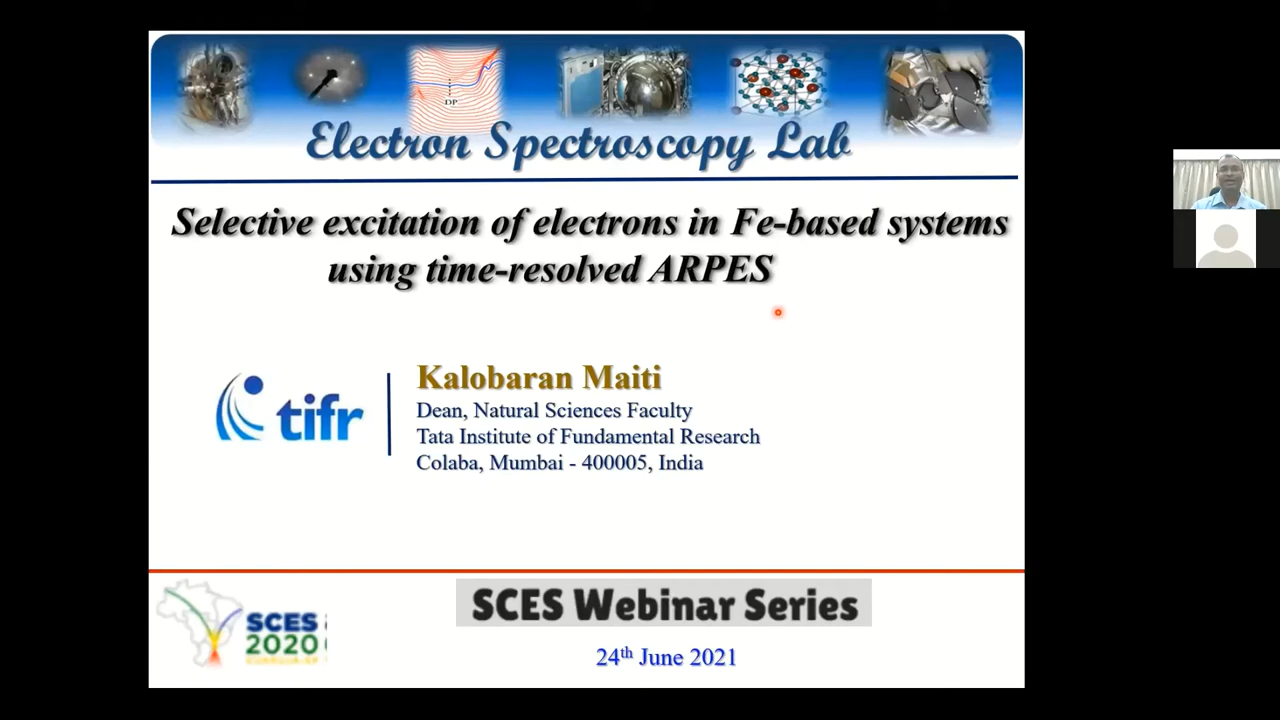 DP
Electron Spectroscopy Lab
Selective excitation of electrons in Fe-based systems
using time-resolved ARPES
tifr
Kalobaran Maiti
Dean, Natural Sciences Faculty
Tata Institute of Fundamental Research
Colaba, Mumbai - 400005, India
SCES
2020
SCES Webinar Series
24th June 2021